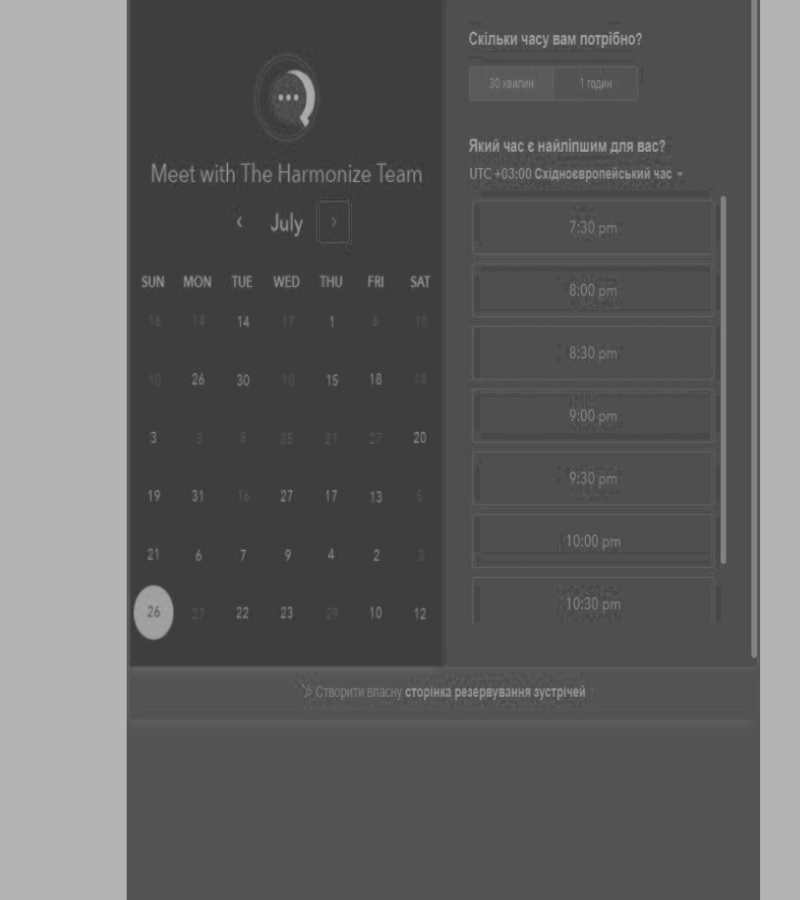 Meet with The Harmonize Team
July
SUN MON TUE WED THU FRI SAT
16 14 14 17 1 6 10
26 30 10 15 18 14
3 3 8 25 21 27 20
19 31 16 27 17 13 5
21 6 7 9 4 2 3
26 27 22 23 29 10 12
Скільки часу вам потрібно?
30 хвилин 1 годин
Який час є найліпшим для вас?
UTC +03:00 Східноєвропейський час
7:30 pm
8:00 pm
8:30 pm
9:00 pm
9:30 pm
10:00 pm
10:30 pm
Створити власну сторінка резервування зустрічей